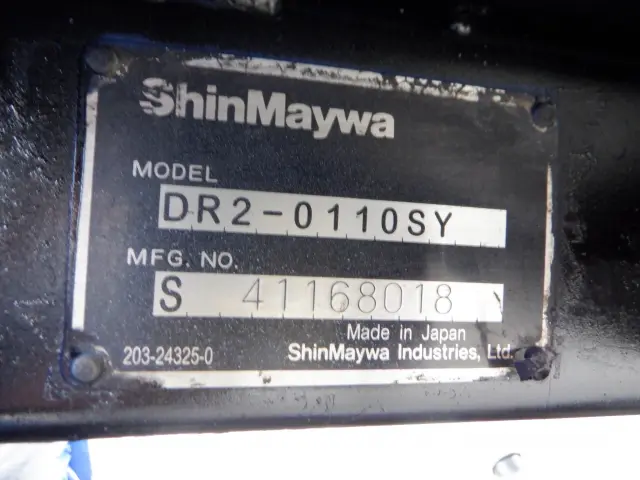 ShinMaywa
MODEL
DR2-0110SY
MFG. NO.
S 41168018
Made in Japan
203-24325-0 ShinMaywa Industries, Ltd.